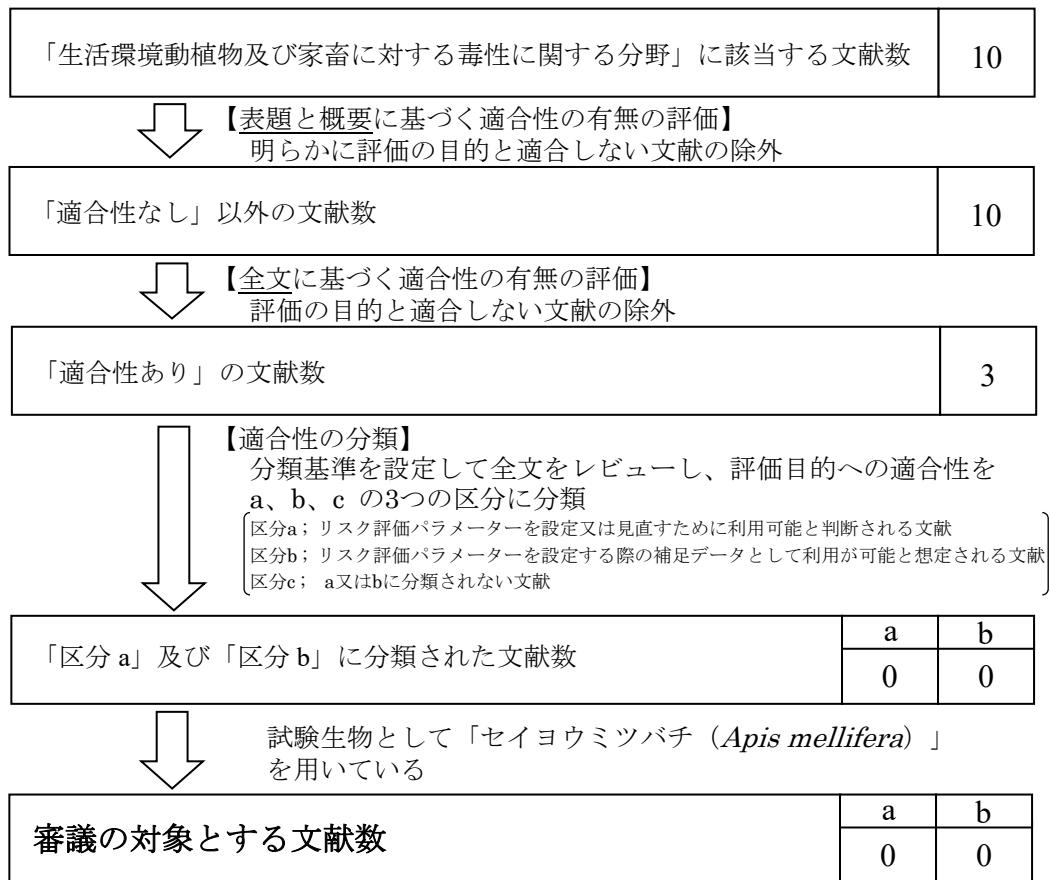 「生活環境動植物及び家畜に対する毒性に関する分野」に該当する文献数 10
【表題と概要に基づく適合性の有無の評価】
明らかに評価の目的と適合しない文献の除外
「適合性なし」以外の文献数 10
【全文に基づく適合性の有無の評価】
評価の目的と適合しない文献の除外
「適合性あり」の文献数 3
【適合性の分類】
分類基準を設定して全文をレビューし、評価目的への適合性を
a、b、c の3つの区分に分類
区分a；リスク評価パラメーターを設定又は見直すために利用可能と判断される文献
区分b；リスク評価パラメーターを設定する際の補足データとして利用が可能と想定される文献
区分c； a又はbに分類されない文献
a b
「区分 a」及び「区分 b」に分類された文献数
0 0
試験生物として「セイヨウミツバチ（Apis mellifera）」
を用いている
a b
審議の対象とする文献数
0 0